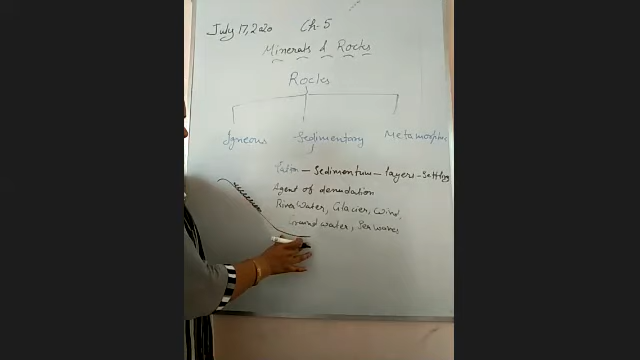 July 17, 2020 Ch-5
Minerals & Rocks
Rocks
Igneous Sedimentary Metamorphic
Latin - Sedimentum - layers - Settling
Agent of denudation
River Water, Glacier, Wind,
Ground water, Sea waves